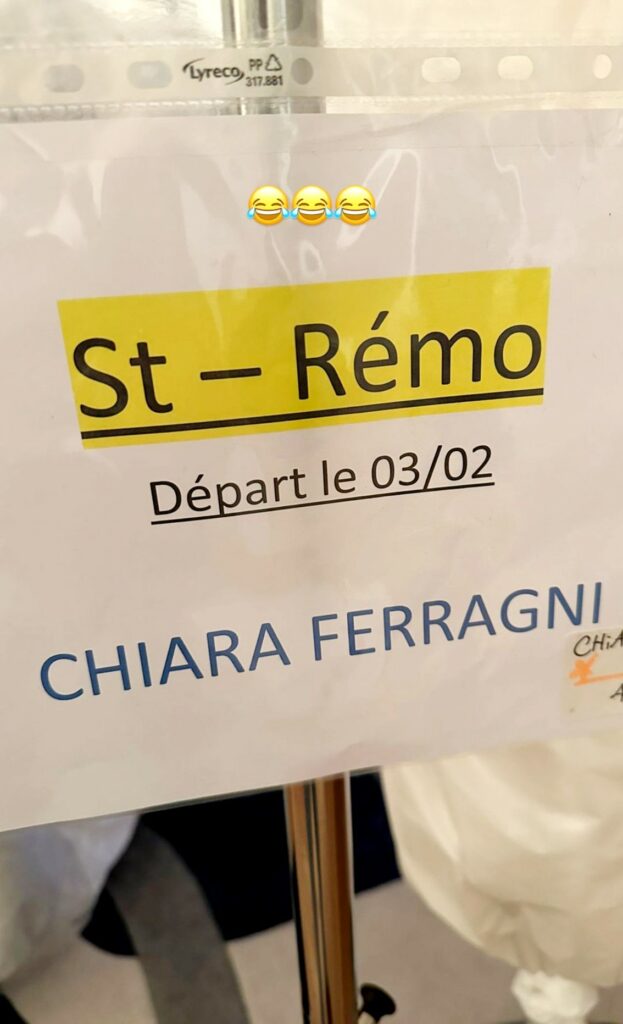 Lyreco PP
317.881
😂😂😂
St – Rémo
Départ le 03/02
CHIARA FERRAGNI